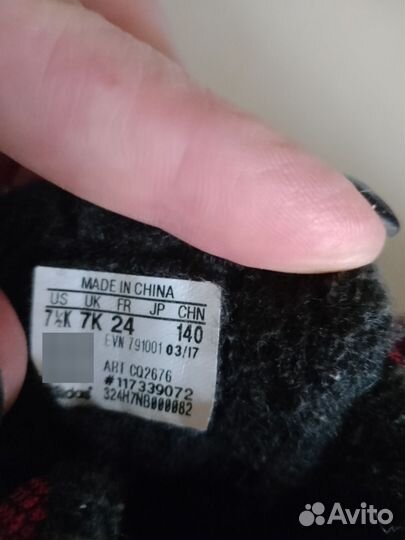 MADE IN CHINA
US UK FR JP CHN
7½K 7K 24 140
EVN 791001 03/17
ART CQ2676
#117339072
adidas 324H7NB000082
Avito